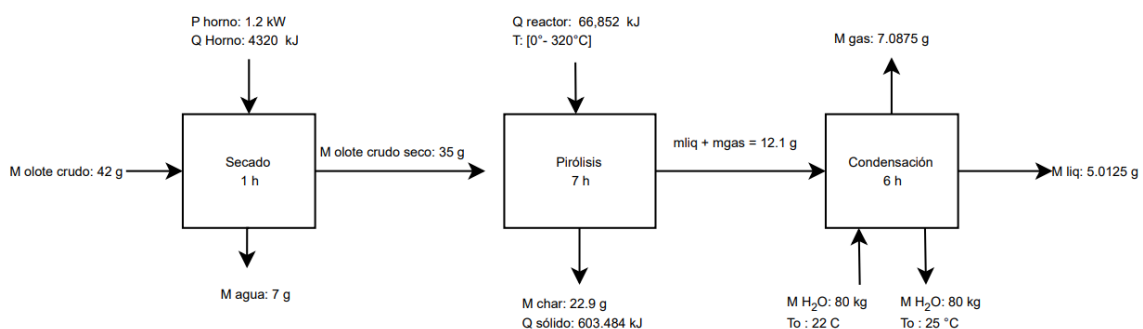 P horno: 1.2 kW
Q Horno: 4320 kJ
Q reactor: 66,852 kJ
T: [0°- 320°C]
M gas: 7.0875 g
M olote crudo: 42 g
Secado
1 h
M olote crudo seco: 35 g
Pirólisis
7 h
mliq + mgas = 12.1 g
Condensación
6 h
M liq: 5.0125 g
M agua: 7 g
M char: 22.9 g
Q sólido: 603.484 kJ
M H2O: 80 kg
To : 22 C
M H2O: 80 kg
To : 25 °C